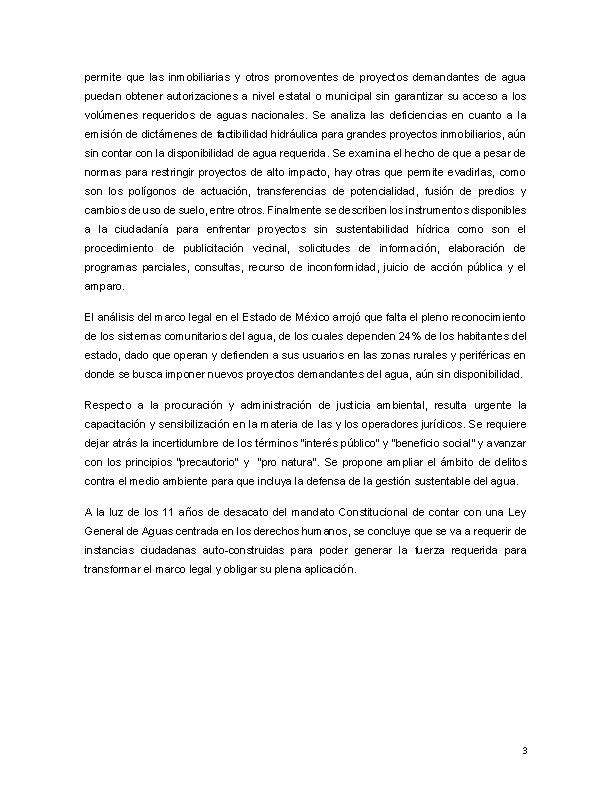 permite que las inmobiliarias y otros promoventes de proyectos demandantes de agua
puedan obtener autorizaciones a nivel estatal o municipal sin garantizar su acceso a los
volúmenes requeridos de aguas nacionales. Se analiza las deficiencias en cuanto a la
emisión de dictámenes de factibilidad hidráulica para grandes proyectos inmobiliarios, aún
sin contar con la disponibilidad de agua requerida. Se examina el hecho de que a pesar de
normas para restringir proyectos de alto impacto, hay otras que permite evadirlas, como
son los polígonos de actuación, transferencias de potencialidad, fusión de predios y
cambios de uso de suelo, entre otros. Finalmente se describen los instrumentos disponibles
a la ciudadanía para enfrentar proyectos sin sustentabilidad hídrica como son el
procedimiento de publicitación vecinal, solicitudes de información, elaboración de
programas parciales, consultas, recurso de inconformidad, juicio de acción pública y el
amparo.
El análisis del marco legal en el Estado de México arrojó que falta el pleno reconocimiento
de los sistemas comunitarios del agua, de los cuales dependen 24% de los habitantes del
estado, dado que operan y defienden a sus usuarios en las zonas rurales y periféricas en
donde se busca imponer nuevos proyectos demandantes del agua, aún sin disponibilidad.
Respecto a la procuración y administración de justicia ambiental, resulta urgente la
capacitación y sensibilización en la materia de las y los operadores jurídicos. Se requiere
dejar atrás la incertidumbre de los términos "interés público" y "beneficio social" y avanzar
con los principios "precautorio" y "pro natura". Se propone ampliar el ámbito de delitos
contra el medio ambiente para que incluya la defensa de la gestión sustentable del agua.
A la luz de los 11 años de desacato del mandato Constitucional de contar con una Ley
General de Aguas centrada en los derechos humanos, se concluye que se va a requerir de
instancias ciudadanas auto-construidas para poder generar la fuerza requerida para
transformar el marco legal y obligar su plena aplicación.
3